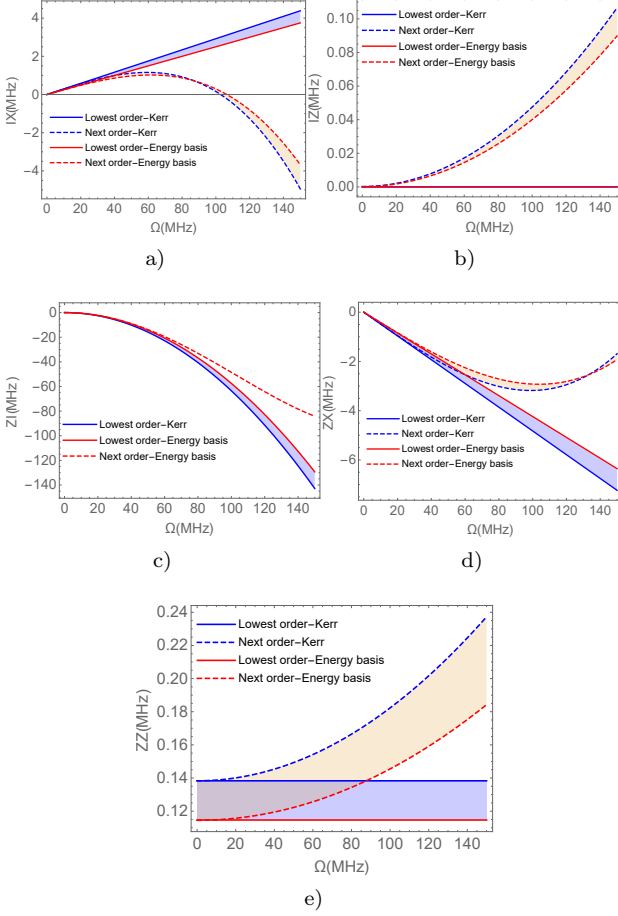 4
2
0
−2
−4
IX(MHz)
Lowest order−Kerr
Next order−Kerr
Lowest order−Energy basis
Next order−Energy basis
0 20 40 60 80 100 120 140
Ω(MHz)
a)
0.10
0.08
0.06
0.04
0.02
0.00
IZ(MHz)
Lowest order−Kerr
Next order−Kerr
Lowest order−Energy basis
Next order−Energy basis
0 20 40 60 80 100 120 140
Ω(MHz)
b)
0
−20
−40
−60
−80
−100
−120
−140
ZI(MHz)
Lowest order−Kerr
Lowest order−Energy basis
Next order−Energy basis
0 20 40 60 80 100 120 140
Ω(MHz)
c)
0
−2
−4
−6
ZX(MHz)
Lowest order−Kerr
Next order−Kerr
Lowest order−Energy basis
Next order−Energy basis
0 20 40 60 80 100 120 140
Ω(MHz)
d)
0.24
0.22
0.20
0.18
0.16
0.14
0.12
ZZ(MHz)
Lowest order−Kerr
Next order−Kerr
Lowest order−Energy basis
Next order−Energy basis
0 20 40 60 80 100 120 140
Ω(MHz)
e)